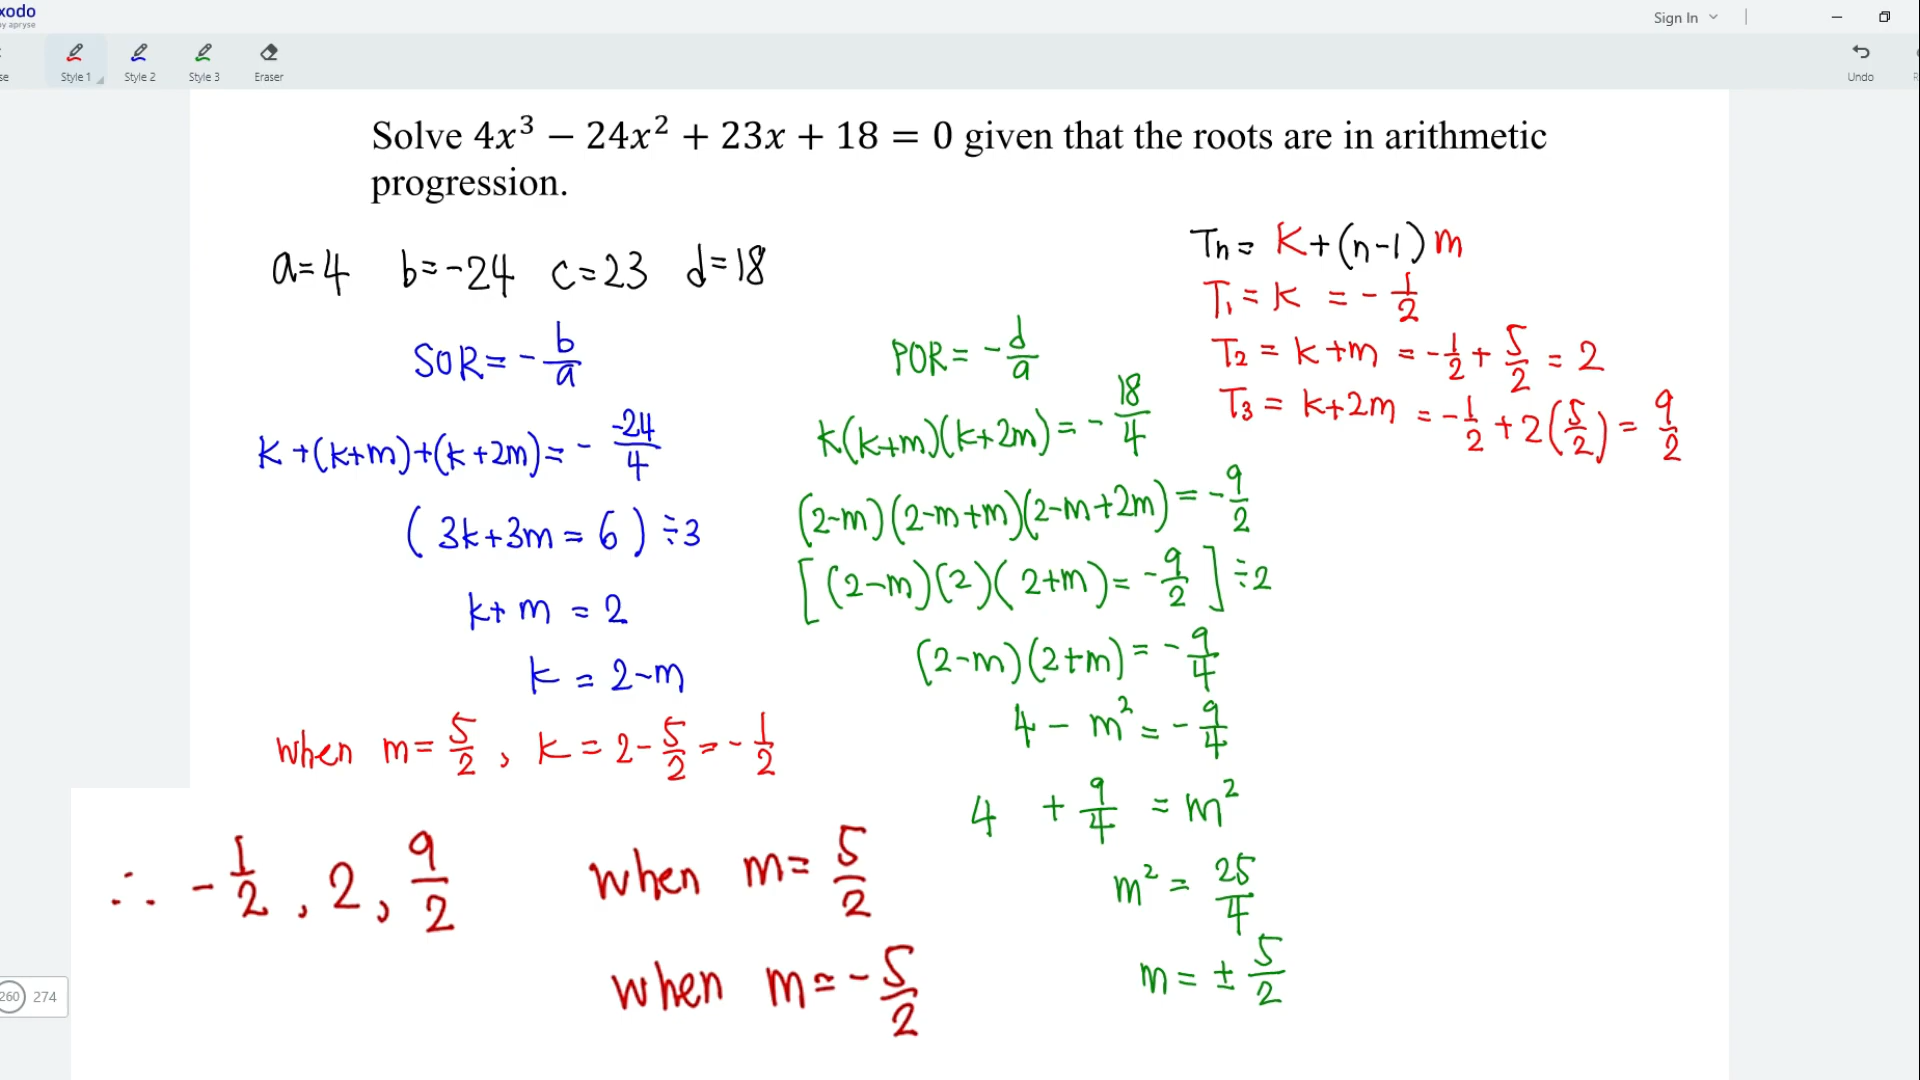 xodo
by apryse
Sign In
Style 1
Style 2
Style 3
Eraser
Undo
Solve 4x³ − 24x² + 23x + 18 = 0 given that the roots are in arithmetic
progression.
a=4 b=-24 c=23 d=18
Tn = K+(n-1)m
T₁ = K = -1/2
T₂ = K+m = -1/2 + 5/2 = 2
T₃ = K+2m = -1/2 + 2(5/2) = 9/2
SOR = -b/a
K+(k+m)+(k+2m) = - -24/4
(3k+3m = 6) ÷3
k+m = 2
k = 2-m
when m = 5/2, K = 2 - 5/2 = -1/2
POR = -d/a
k(k+m)(k+2m) = -18/4
(2-m)(2-m+m)(2-m+2m) = -9/2
[(2-m)(2)(2+m) = -9/2] ÷2
(2-m)(2+m) = -9/4
4 - m² = -9/4
4 + 9/4 = m²
m² = 25/4
m = ± 5/2
∴ -1/2, 2, 9/2 when m = 5/2
when m = -5/2
260 274